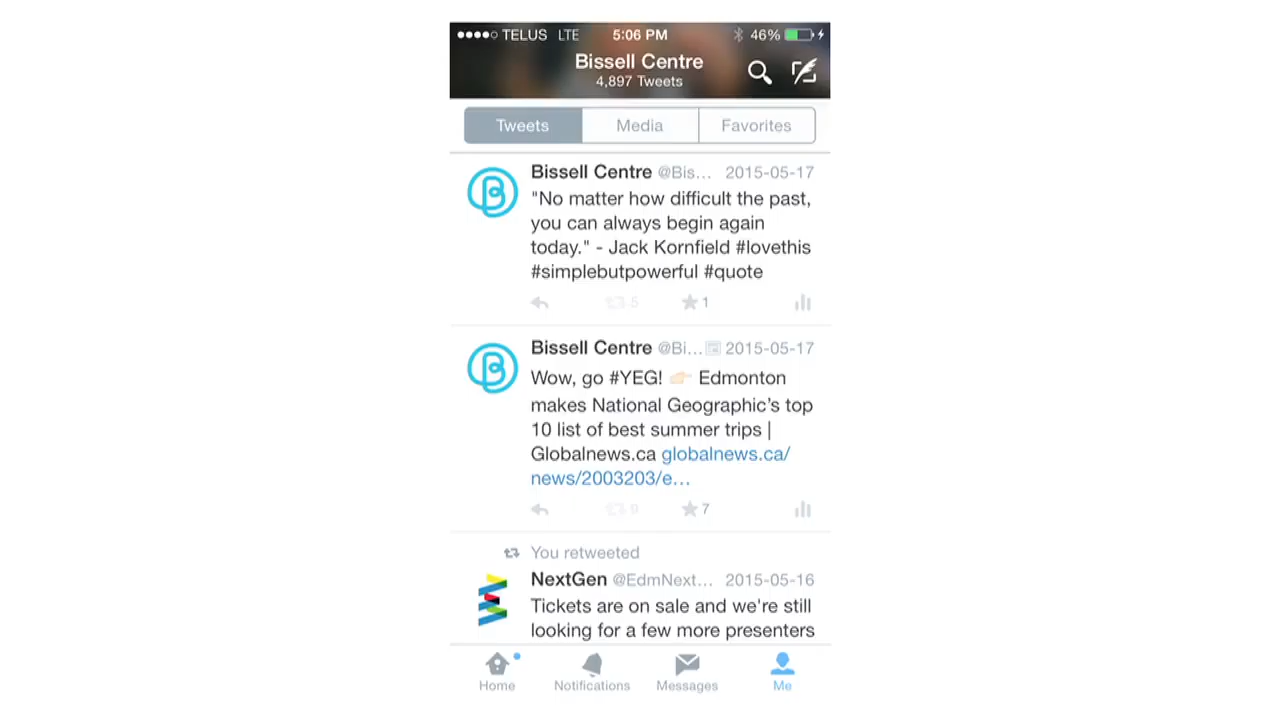 TELUS LTE 5:06 PM 46%
Bissell Centre
4,897 Tweets
Tweets Media Favorites
Bissell Centre @Bis... 2015-05-17
"No matter how difficult the past,
you can always begin again
today." - Jack Kornfield #lovethis
#simplebutpowerful #quote
5 1
Bissell Centre @Bi... 2015-05-17
Wow, go #YEG! 👉🏻 Edmonton
makes National Geographic's top
10 list of best summer trips |
Globalnews.ca globalnews.ca/
news/2003203/e...
7
You retweeted
NextGen @EdmNext... 2015-05-16
Tickets are on sale and we're still
looking for a few more presenters
Home Notifications Messages Me